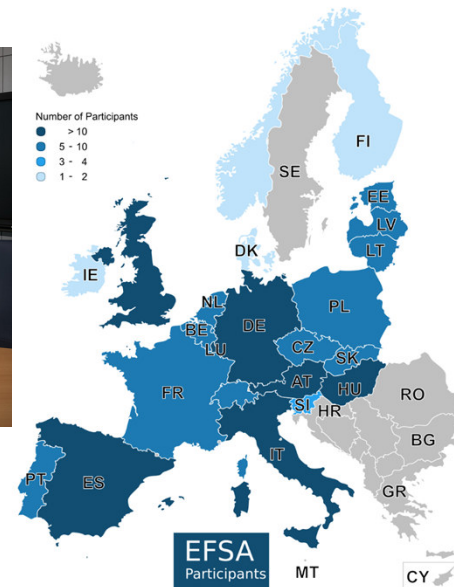 Number of Participants
> 10
5 - 10
3 - 4
1 - 2
FI
SE
EE
LV
LT
DK
IE
NL
PL
BE
DE
LU
CZ
SK
FR
AT
HU
SI
HR
RO
BG
IT
PT
ES
GR
EFSA
Participants
MT
CY